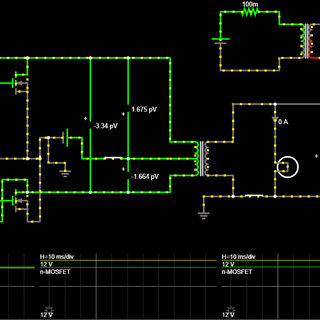 100m
1.675 pV
-3.34 pV
0 A
-1.664 pV
H=10 ms/div
12 V
n-MOSFET
H=10 ms/div
12 V
n-MOSFET
12 V
12 V